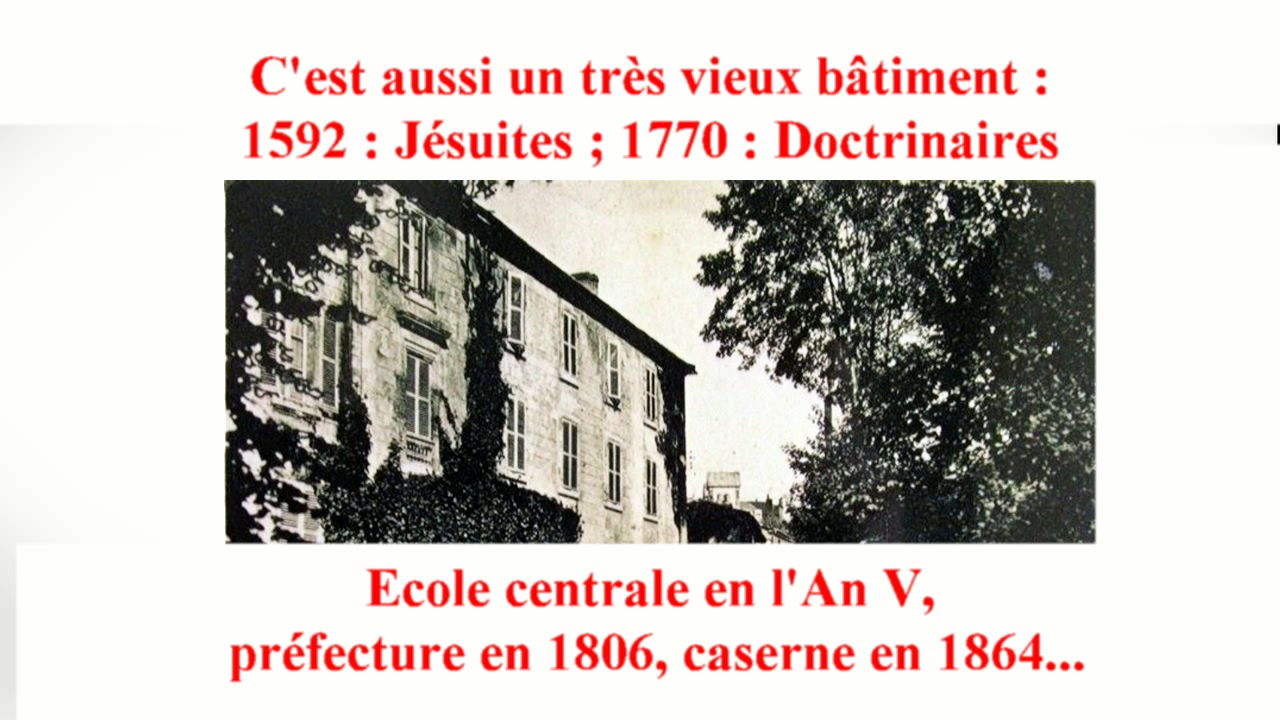 C'est aussi un très vieux bâtiment :
1592 : Jésuites ; 1770 : Doctrinaires
Ecole centrale en l'An V,
préfecture en 1806, caserne en 1864...